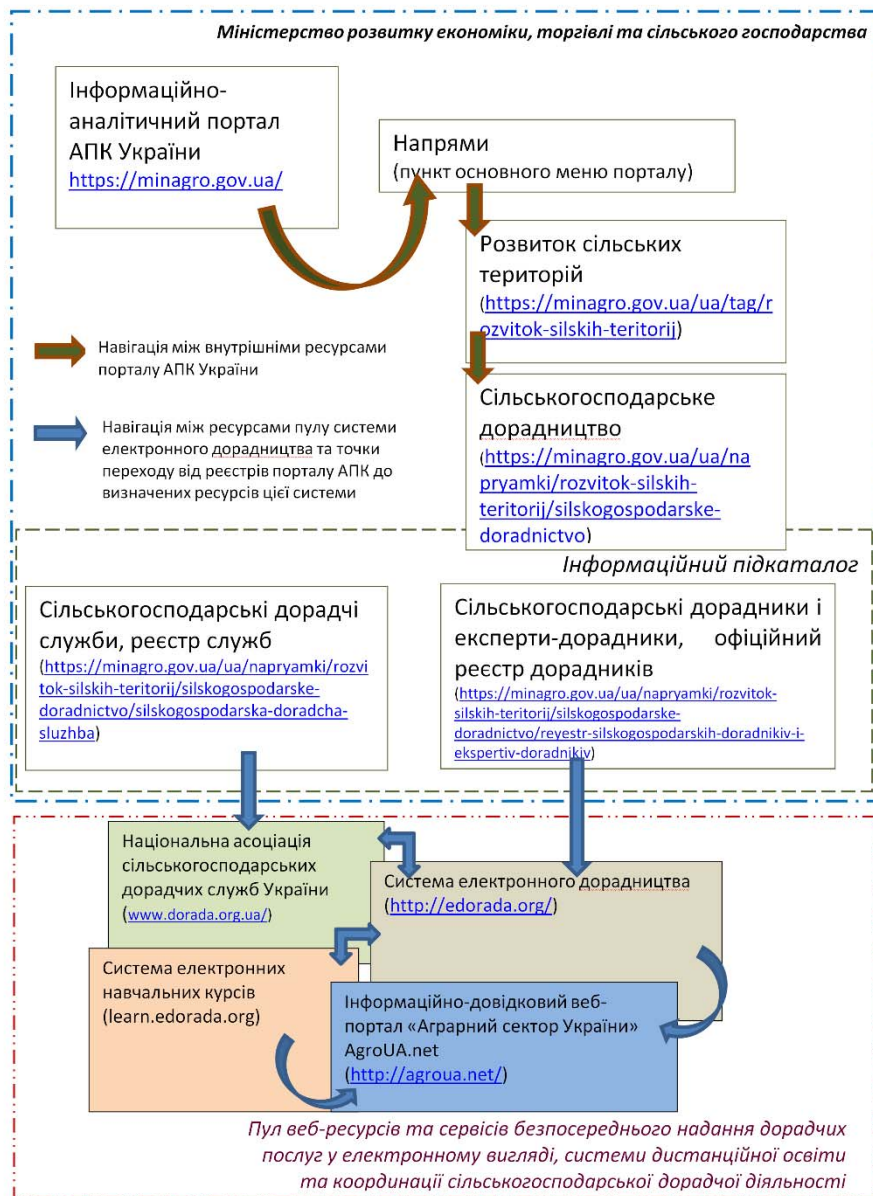 Міністерство розвитку економіки, торгівлі та сільського господарства
Інформаційно-
аналітичний портал
АПК України
https://minagro.gov.ua/
Напрями
(пункт основного меню порталу)
Розвиток сільських
територій
(https://minagro.gov.ua/ua/tag/r
ozvitok-silskih-teritorij)
Навігація між внутрішніми ресурсами
порталу АПК України
Навігація між ресурсами пулу системи
електронного дорадництва та точки
переходу від реєстрів порталу АПК до
визначених ресурсів цієї системи
Сільськогосподарське
дорадництво
(https://minagro.gov.ua/ua/na
pryamki/rozvitok-silskih-
teritorij/silskogospodarske-
doradnictvo)
Інформаційний підкаталог
Сільськогосподарські дорадчі
служби, реєстр служб
(https://minagro.gov.ua/ua/napryamki/rozvi
tok-silskih-teritorij/silskogospodarske-
doradnictvo/silskogospodarska-doradcha-
sluzhba)
Сільськогосподарські дорадники і
експерти-дорадники, офіційний
реєстр дорадників
(https://minagro.gov.ua/ua/napryamki/rozvitok-
silskih-teritorij/silskogospodarske-
doradnictvo/reyestr-silskogospodarskih-doradnikiv-i-
ekspertiv-doradnikiv)
Національна асоціація
сільськогосподарських
дорадчих служб України
(www.dorada.org.ua/)
Система електронного дорадництва
(http://edorada.org/)
Система електронних
навчальних курсів
(learn.edorada.org)
Інформаційно-довідковий веб-
портал «Аграрний сектор України»
AgroUA.net
(http://agroua.net/)
Пул веб-ресурсів та сервісів безпосереднього надання дорадчих
послуг у електронному вигляді, системи дистанційної освіти
та координації сільськогосподарської дорадчої діяльності